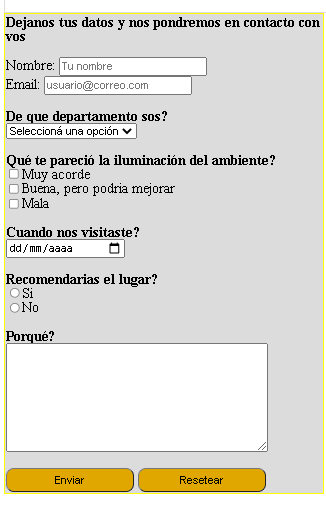 Dejanos tus datos y nos pondremos en contacto con
vos
Nombre: Tu nombre
Email: usuario@correo.com
De que departamento sos?
Seleccioná una opción
Qué te pareció la iluminación del ambiente?
Muy acorde
Buena, pero podria mejorar
Mala
Cuando nos visitaste?
dd/mm/aaaa
Recomendarias el lugar?
Si
No
Porqué?
Enviar Resetear